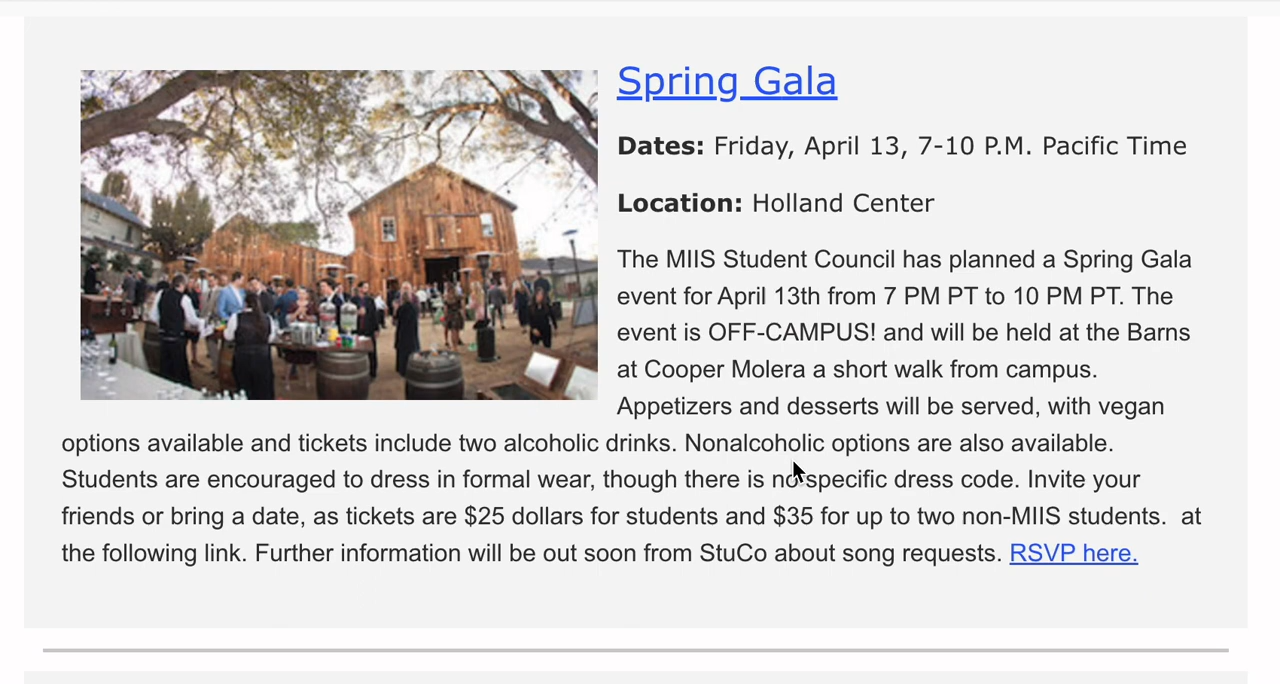 Spring Gala
Dates: Friday, April 13, 7-10 P.M. Pacific Time
Location: Holland Center
The MIIS Student Council has planned a Spring Gala
event for April 13th from 7 PM PT to 10 PM PT. The
event is OFF-CAMPUS! and will be held at the Barns
at Cooper Molera a short walk from campus.
Appetizers and desserts will be served, with vegan
options available and tickets include two alcoholic drinks. Nonalcoholic options are also available.
Students are encouraged to dress in formal wear, though there is no specific dress code. Invite your
friends or bring a date, as tickets are $25 dollars for students and $35 for up to two non-MIIS students.  at
the following link. Further information will be out soon from StuCo about song requests. RSVP here.